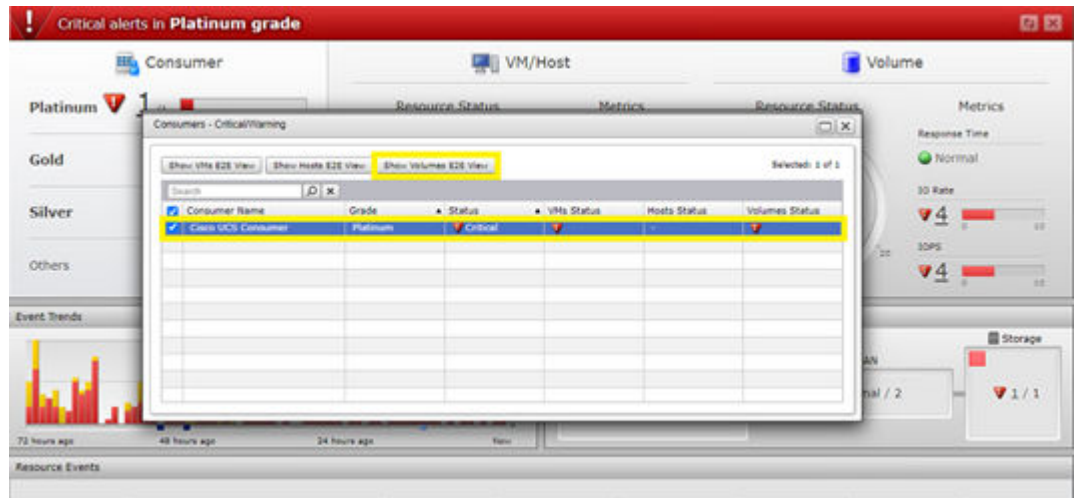 ! Critical alerts in Platinum grade
Consumer
VM/Host
Volume
Platinum 1
Resource Status Metrics
Resource Status Metrics
Consumers - Critical/Warning
Response Time
Normal
Gold
Show VMs E2E View Show Hosts E2E View Show Volumes E2E View
Selected: 1 of 1
Search
IO Rate
4
Silver
Consumer Name Grade Status VMs Status Hosts Status Volumes Status
Cisco UCS Consumer Platinum Critical -
IOPS
4
Others
Event Trends
Storage
nal / 2
1 / 1
72 hours ago 48 hours ago 24 hours ago Now
Resource Events